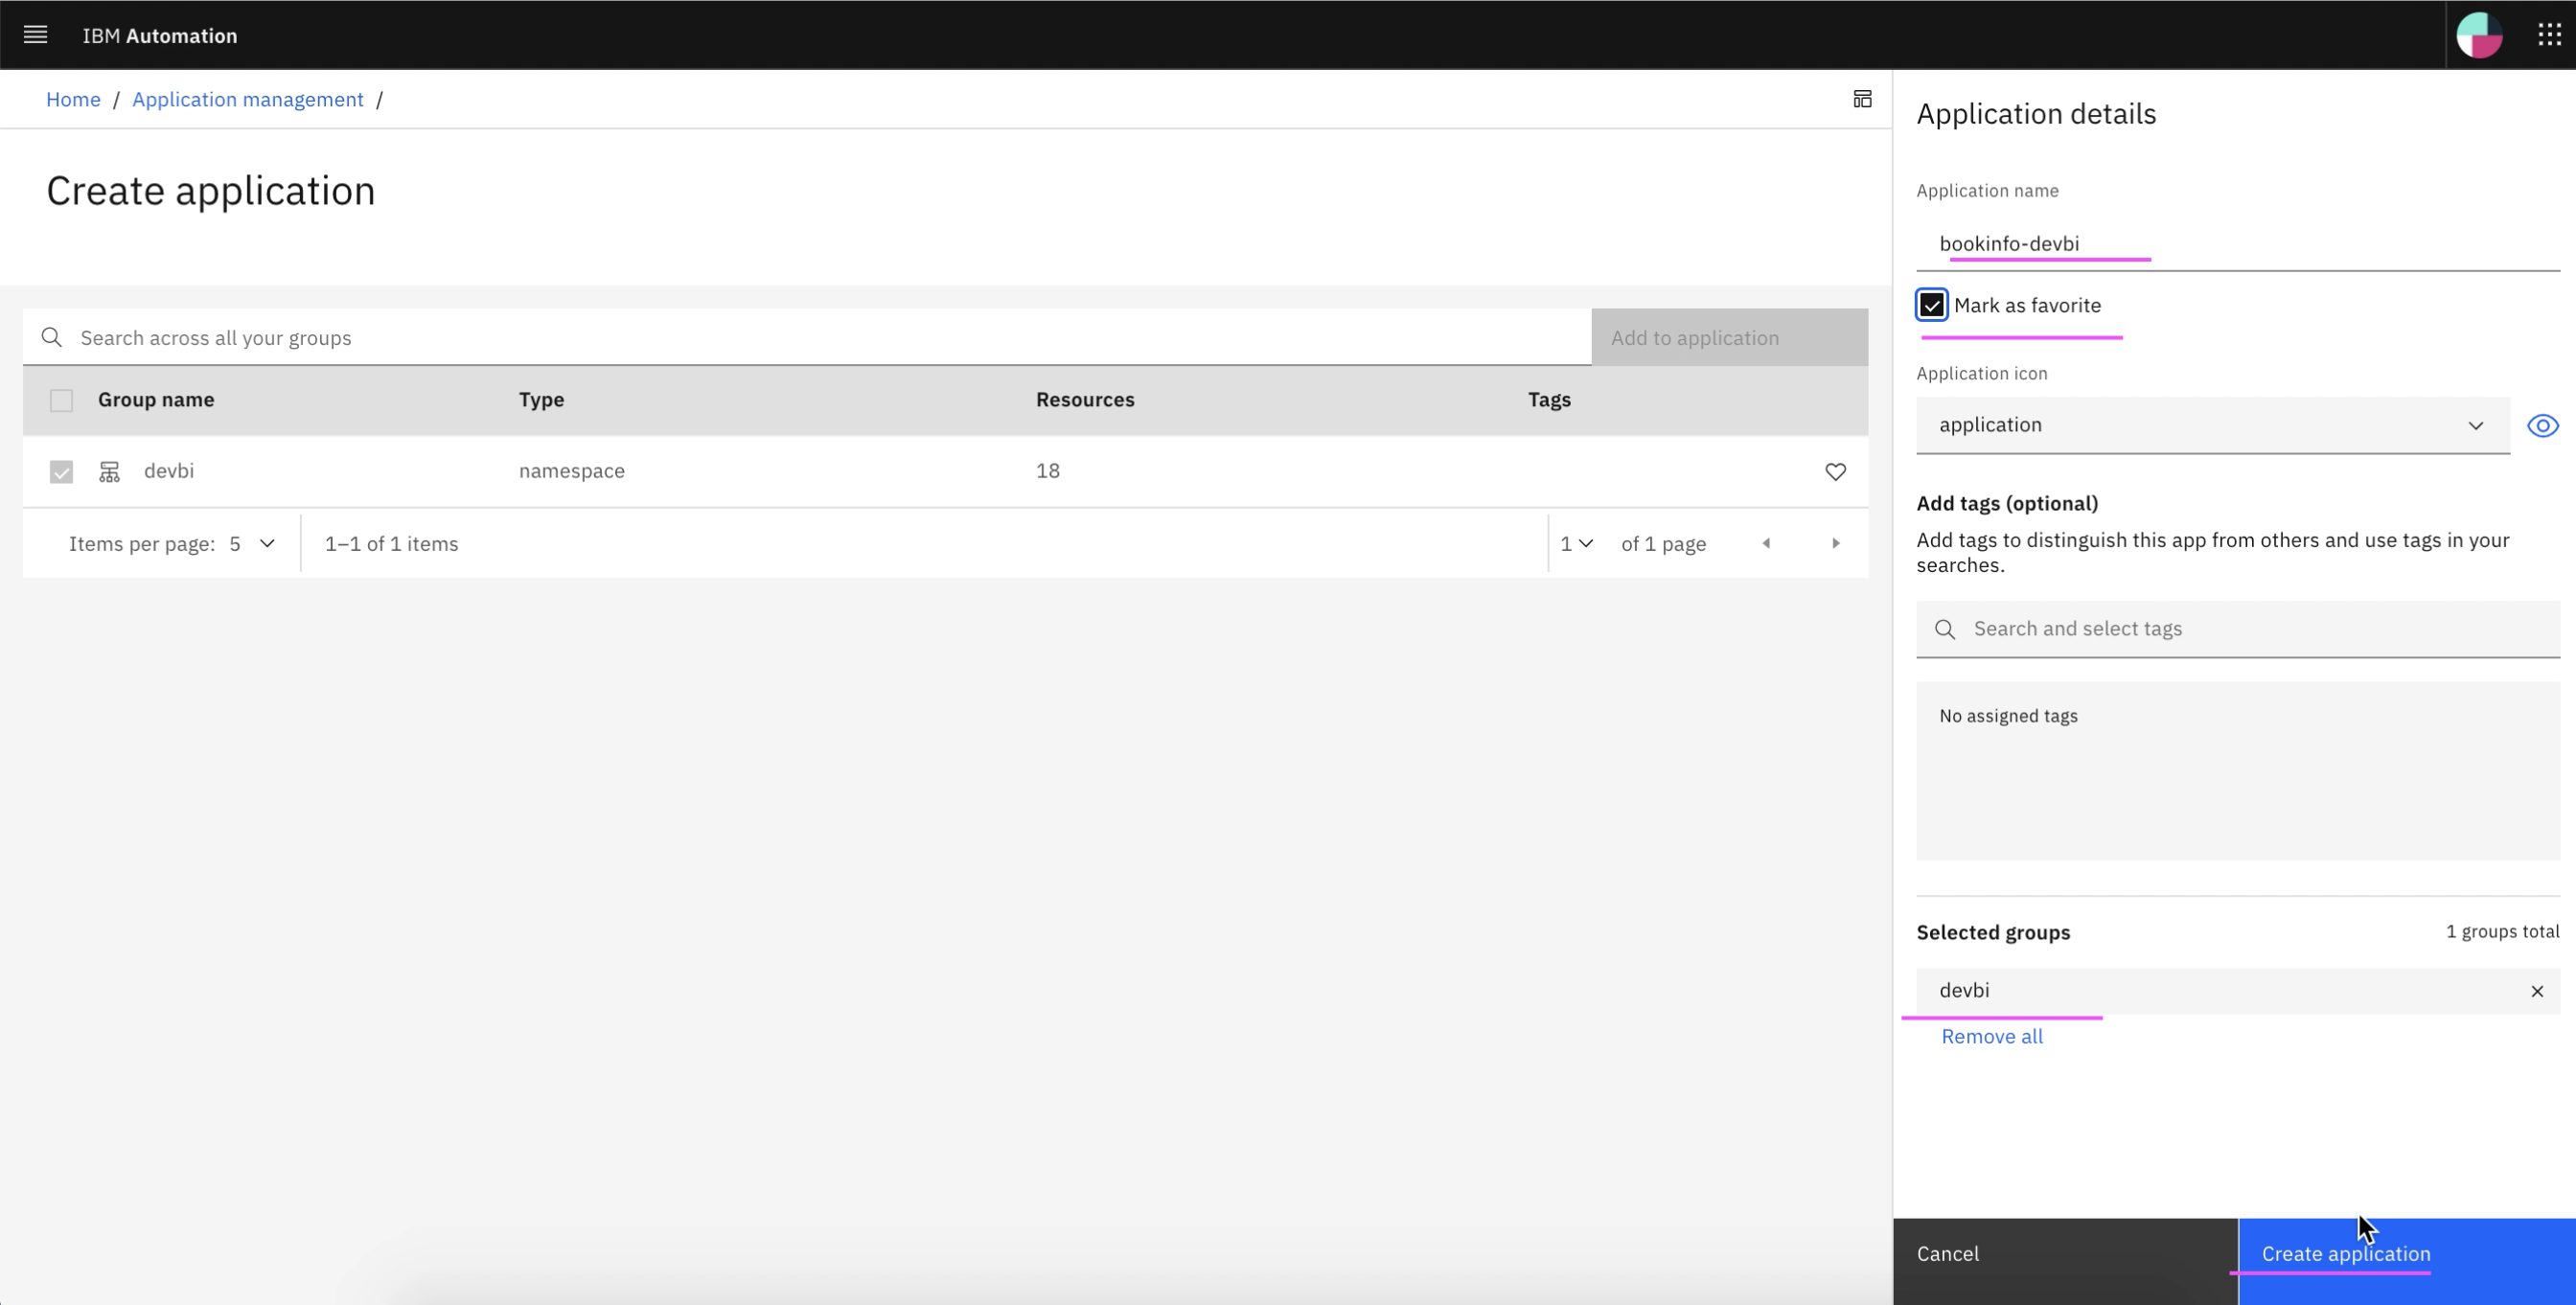 IBM Automation
Home / Application management /
Create application
Search across all your groups
Add to application
Group name Type Resources Tags
devbi namespace 18
Items per page: 5 1–1 of 1 items 1 of 1 page
Application details
Application name
bookinfo-devbi
Mark as favorite
Application icon
application
Add tags (optional)
Add tags to distinguish this app from others and use tags in your
searches.
Search and select tags
No assigned tags
Selected groups 1 groups total
devbi
Remove all
Cancel Create application